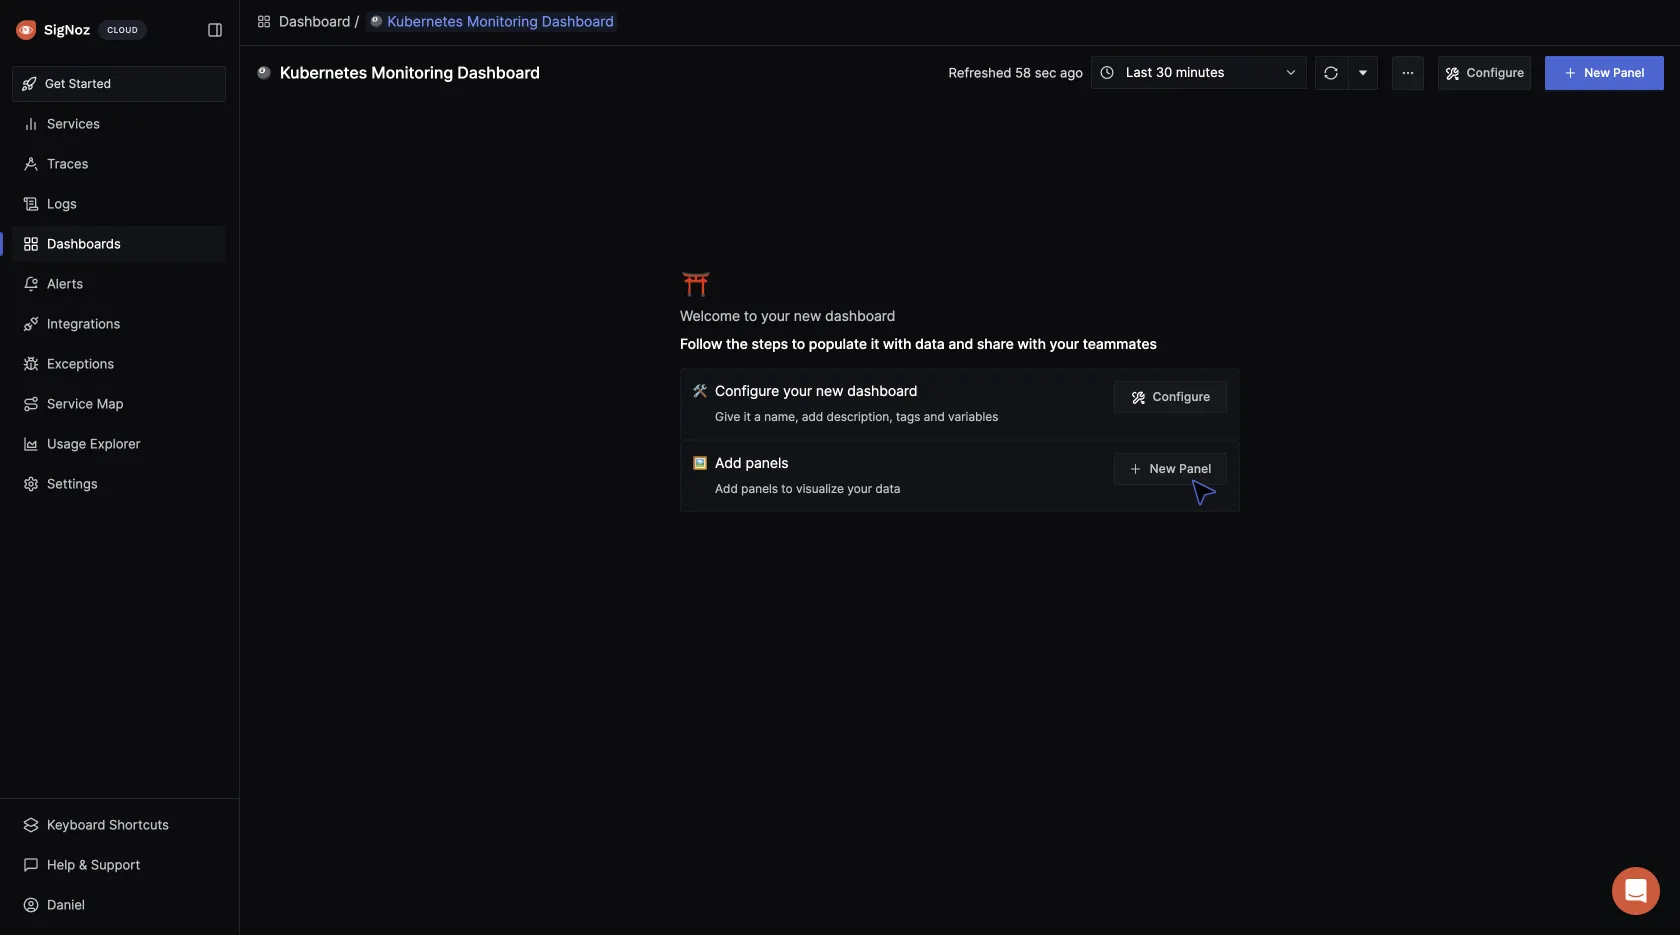 SigNoz CLOUD
Get Started
Services
Traces
Logs
Dashboards
Alerts
Integrations
Exceptions
Service Map
Usage Explorer
Settings
Keyboard Shortcuts
Help & Support
Daniel
Dashboard / Kubernetes Monitoring Dashboard
Kubernetes Monitoring Dashboard
Refreshed 58 sec ago
Last 30 minutes
Configure
New Panel
Welcome to your new dashboard
Follow the steps to populate it with data and share with your teammates
Configure your new dashboard
Give it a name, add description, tags and variables
Configure
Add panels
Add panels to visualize your data
New Panel